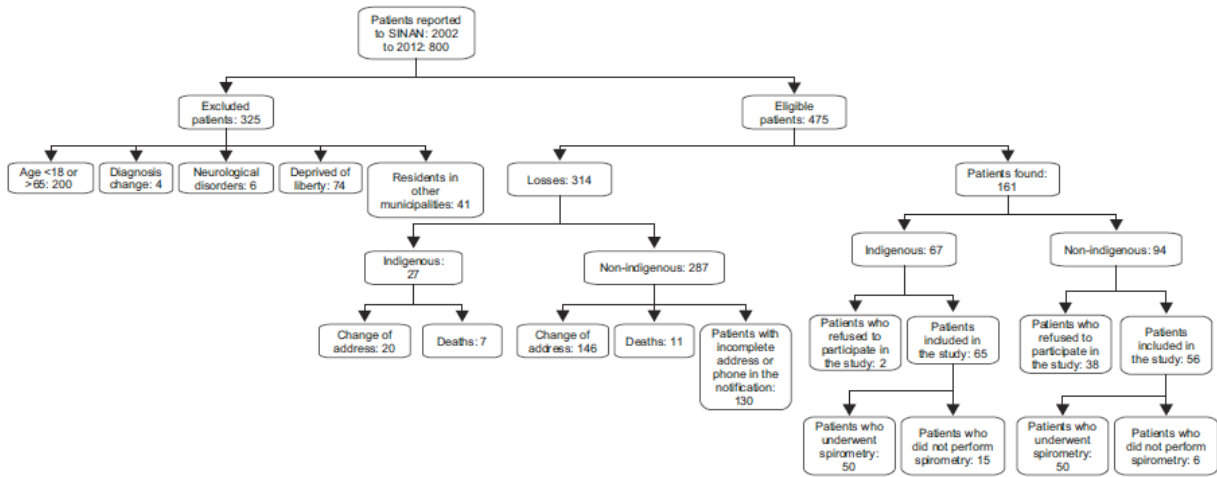 Patients reported
to SINAN: 2002
to 2012: 800
Excluded
patients: 325
Eligible
patients: 475
Age <18 or
>65: 200
Diagnosis
change: 4
Neurological
disorders: 6
Deprived of
liberty: 74
Residents in
other
municipalities: 41
Losses: 314
Patients found:
161
Indigenous:
27
Non-indigenous: 287
Indigenous: 67
Non-indigenous: 94
Change of
address: 20
Deaths: 7
Change of
address: 146
Deaths: 11
Patients with
incomplete
address or
phone in the
notification:
130
Patients who
refused to
participate in
the study: 2
Patients
included in
the study: 65
Patients who
refused to
participate in
the study: 38
Patients
included in
the study: 56
Patients who
underwent
spirometry:
50
Patients who
did not perform
spirometry: 15
Patients who
underwent
spirometry:
50
Patients who
did not perform
spirometry: 6